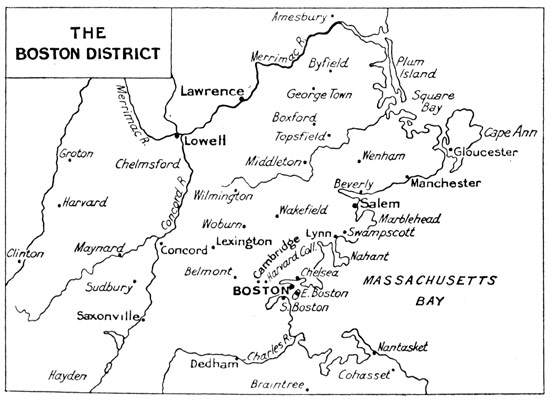 THE
BOSTON DISTRICT
Amesbury
Merrimac R.
Byfield
Plum
Island
Lawrence
George Town
Square
Bay
Merrimac R.
Boxford
Topsfield
Cape Ann
Lowell
Gloucester
Groton
Chelmsford
Middleton
Wenham
Manchester
Concord R.
Wilmington
Beverly
Harvard
Salem
Wakefield
Marblehead
Woburn
Swampscott
Lynn
Maynard
Concord
Lexington
Clinton
Cambridge
Harvard Coll.
Nahant
Belmont
Chelsea
MASSACHUSETTS
BAY
Sudbury
BOSTON
E. Boston
S. Boston
Saxonville
Charles R.
Nantasket
Dedham
Hayden
Cohasset
Braintree